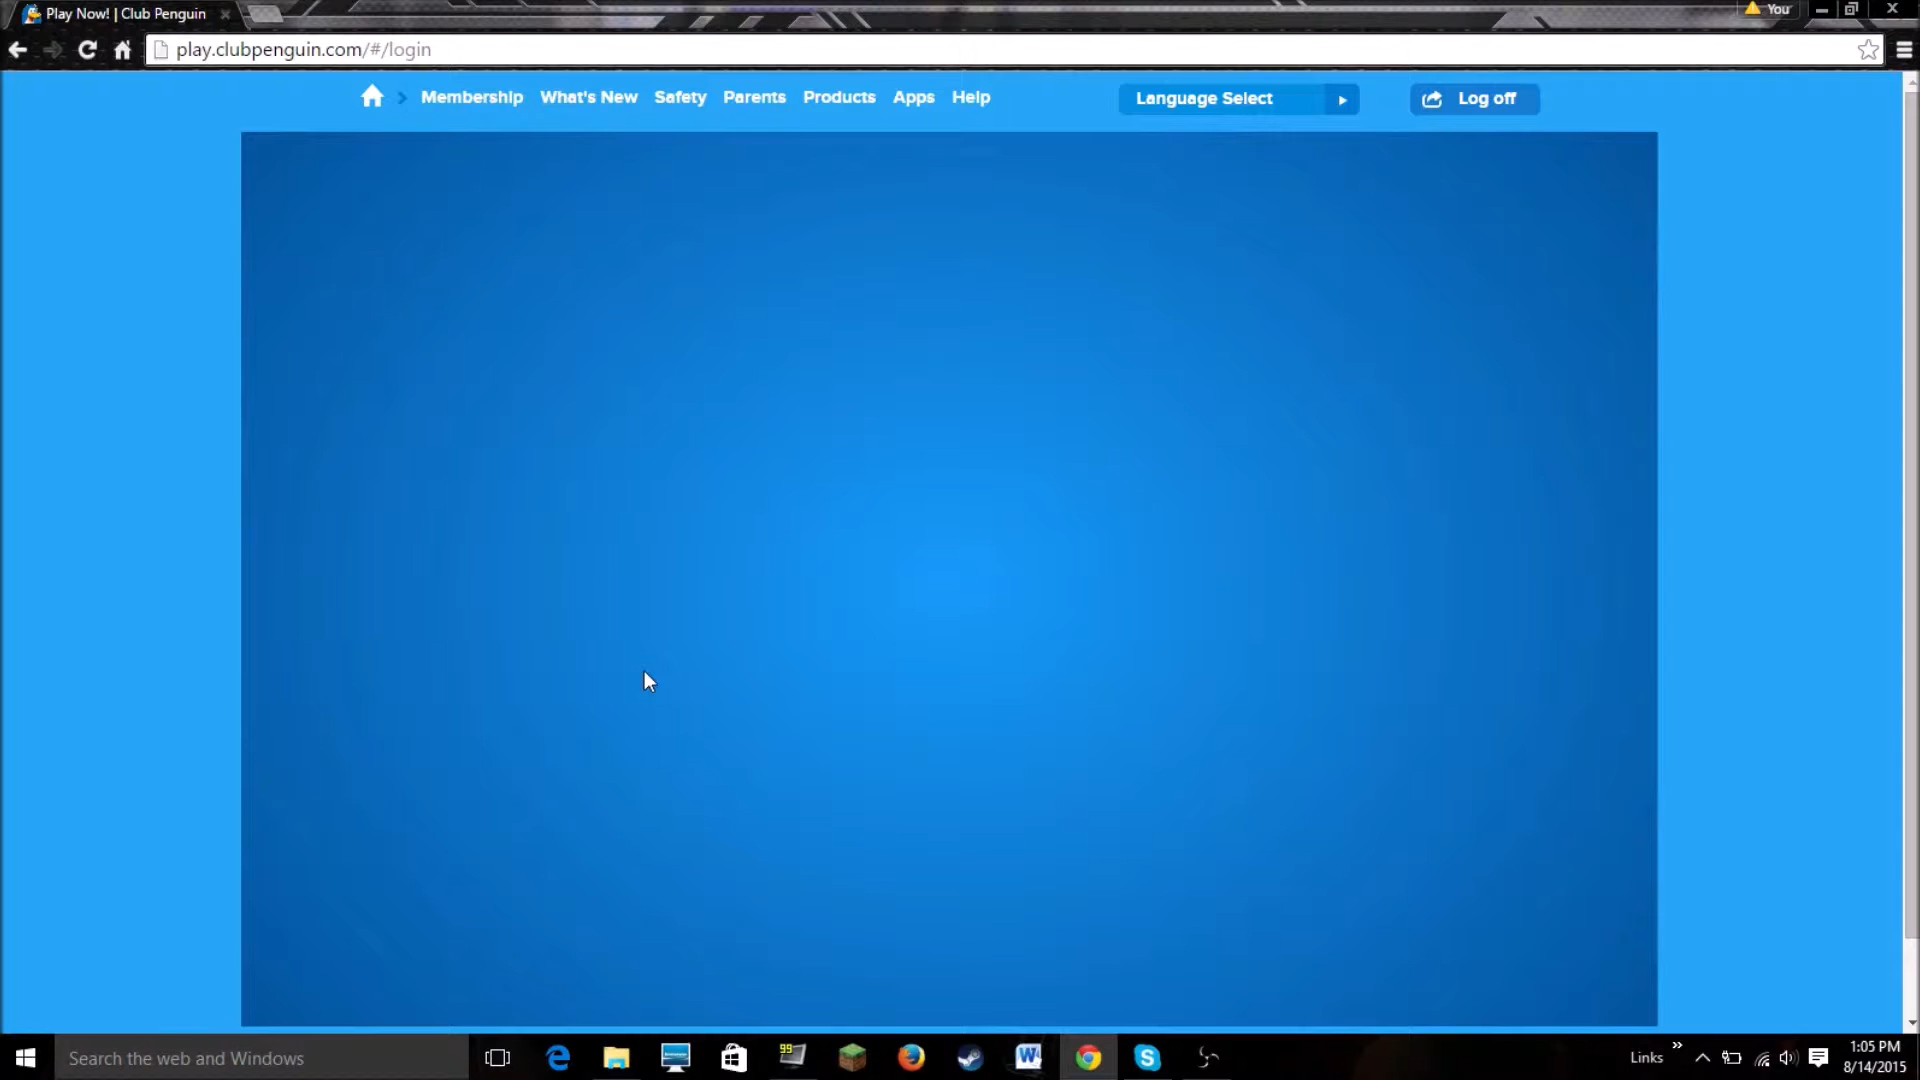 Play Now! | Club Penguin
You
play.clubpenguin.com/#/login
Membership What's New Safety Parents Products Apps Help
Language Select
Log off
Search the web and Windows
99
Links
1:05 PM
8/14/2015